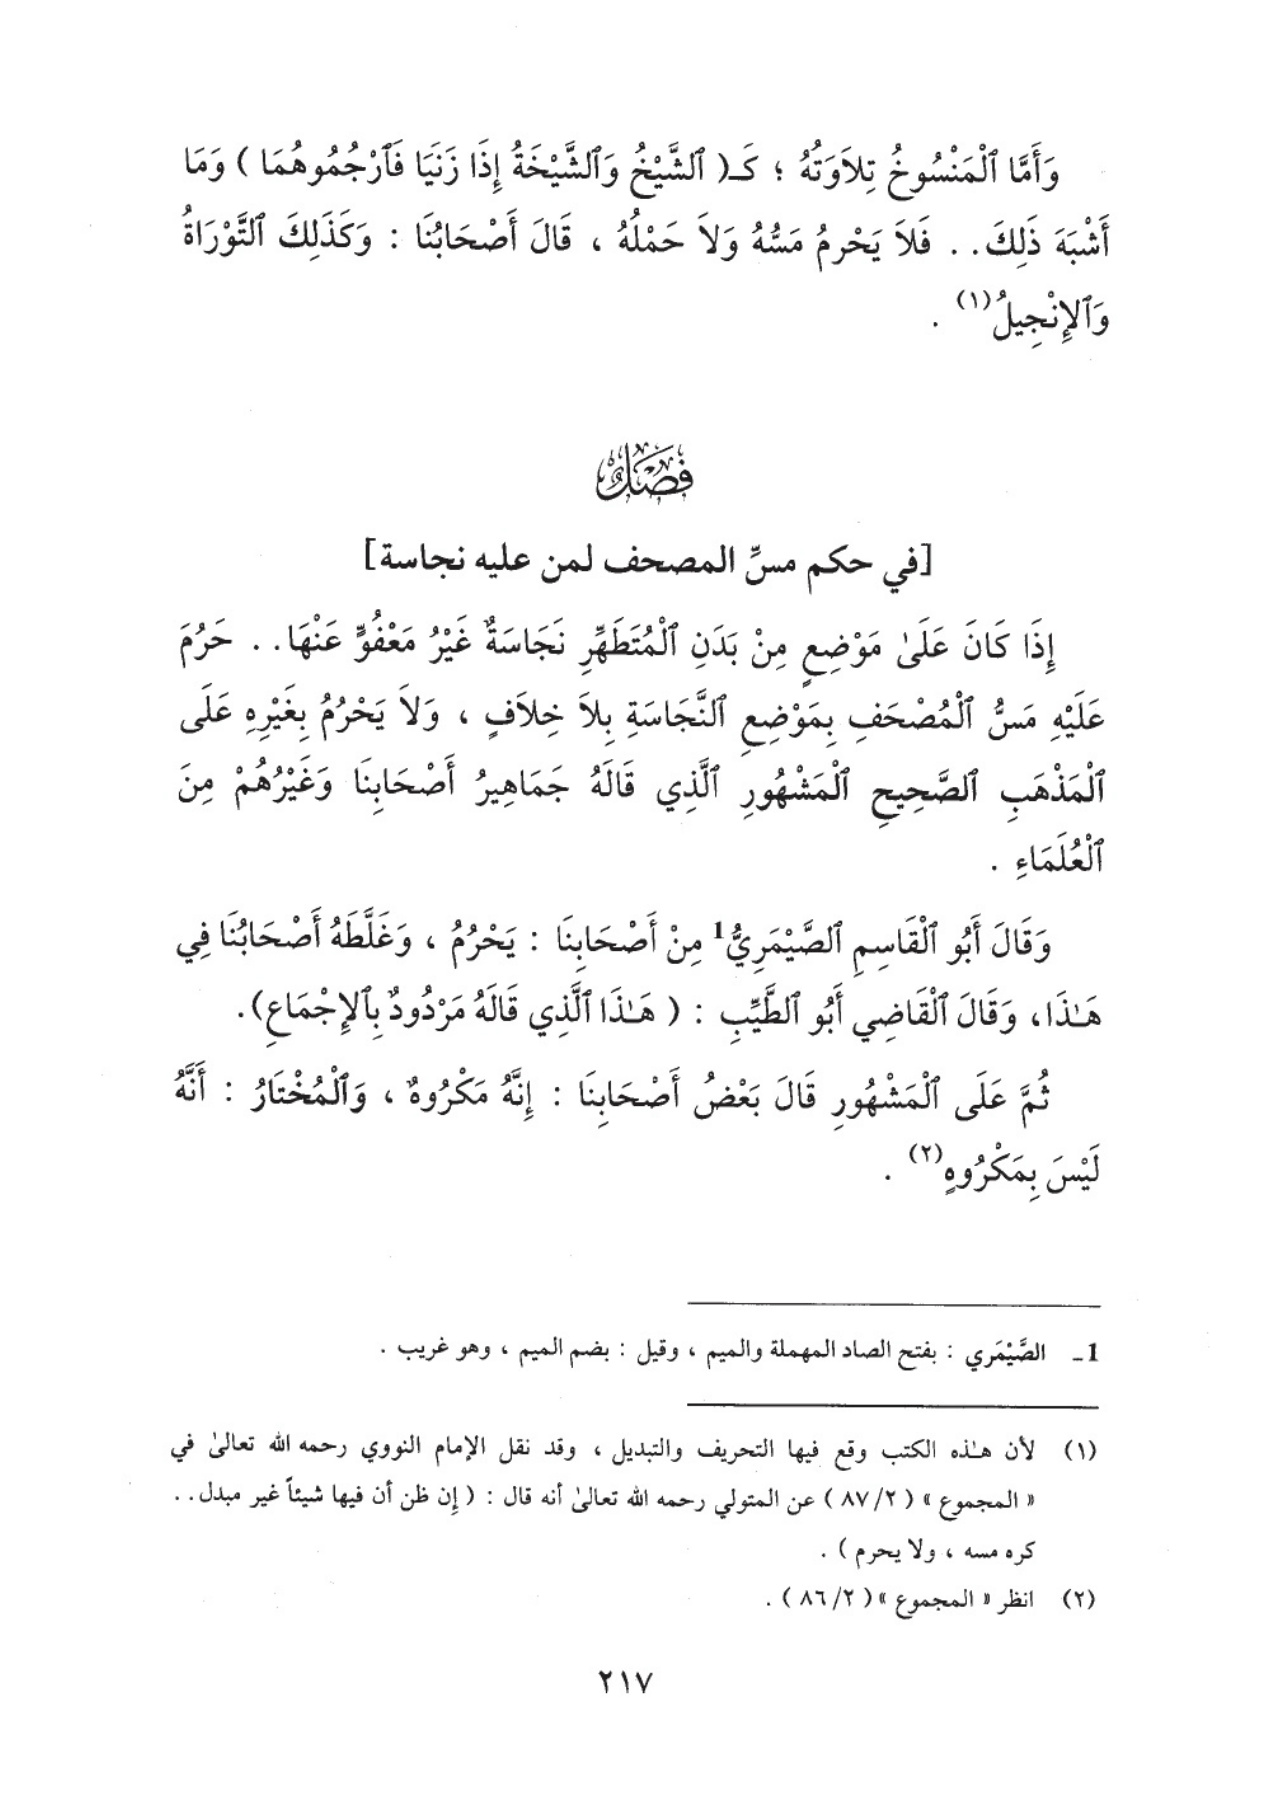 وَأَمَّا ٱلْمَنْسُوخُ تِلاَوَتُهُ ؛ كَـ( ٱلشَّيْخُ وَٱلشَّيْخَةُ إِذَا زَنَيَا فَٱرْجُمُوهُمَا ) وَمَا
أَشْبَهَ ذَلِكَ . . فَلاَ يَحْرمُ مَسُّهُ وَلاَ حَمْلُهُ ، قَالَ أَصْحَابُنَا : وَكَذَلِكَ ٱلتَّوْرَاةُ
وَٱلإِنْجِيلُ(١) .
فَصْلٌ
[في حكم مسِّ المصحف لمن عليه نجاسة]
إِذَا كَانَ عَلَىٰ مَوْضِعٍ مِنْ بَدَنِ ٱلْمُتَطَهِّرِ نَجَاسَةٌ غَيْرُ مَعْفُوٍّ عَنْهَا . . حَرُمَ
عَلَيْهِ مَسُّ ٱلْمُصْحَفِ بِمَوْضِعِ ٱلنَّجَاسَةِ بِلاَ خِلاَفٍ ، وَلاَ يَحْرُمُ بِغَيْرِهِ عَلَى
ٱلْمَذْهَبِ ٱلصَّحِيحِ ٱلْمَشْهُورِ ٱلَّذِي قَالَهُ جَمَاهِيرُ أَصْحَابِنَا وَغَيْرُهُمْ مِنَ
ٱلْعُلَمَاءِ .
وَقَالَ أَبُو ٱلْقَاسِمِ ٱلصَّيْمَرِيُّ1 مِنْ أَصْحَابِنَا : يَحْرُمُ ، وَغَلَّطَهُ أَصْحَابُنَا فِي
هَـٰذَا، وَقَالَ ٱلْقَاضِي أَبُو ٱلطَّيِّبِ : ( هَـٰذَا ٱلَّذِي قَالَهُ مَرْدُودٌ بِٱلإِجْمَاعِ).
ثُمَّ عَلَى ٱلْمَشْهُورِ قَالَ بَعْضُ أَصْحَابِنَا : إِنَّهُ مَكْرُوهٌ ، وَٱلْمُخْتَارُ : أَنَّهُ
لَيْسَ بِمَكْرُوهٍ(٢) .
1- الصَّيْمَري : بفتح الصاد المهملة والميم ، وقيل : بضم الميم ، وهو غريب .
(١) لأن هـٰذه الكتب وقع فيها التحريف والتبديل ، وقد نقل الإمام النووي رحمه الله تعالىٰ في
« المجموع » ( ٢/ ٨٧ ) عن المتولي رحمه الله تعالىٰ أنه قال : ( إن ظن أن فيها شيئاً غير مبدل . .
كره مسه ، ولا يحرم ) .
(٢) انظر « المجموع » ( ٢/ ٨٦ ) .
٢١٧